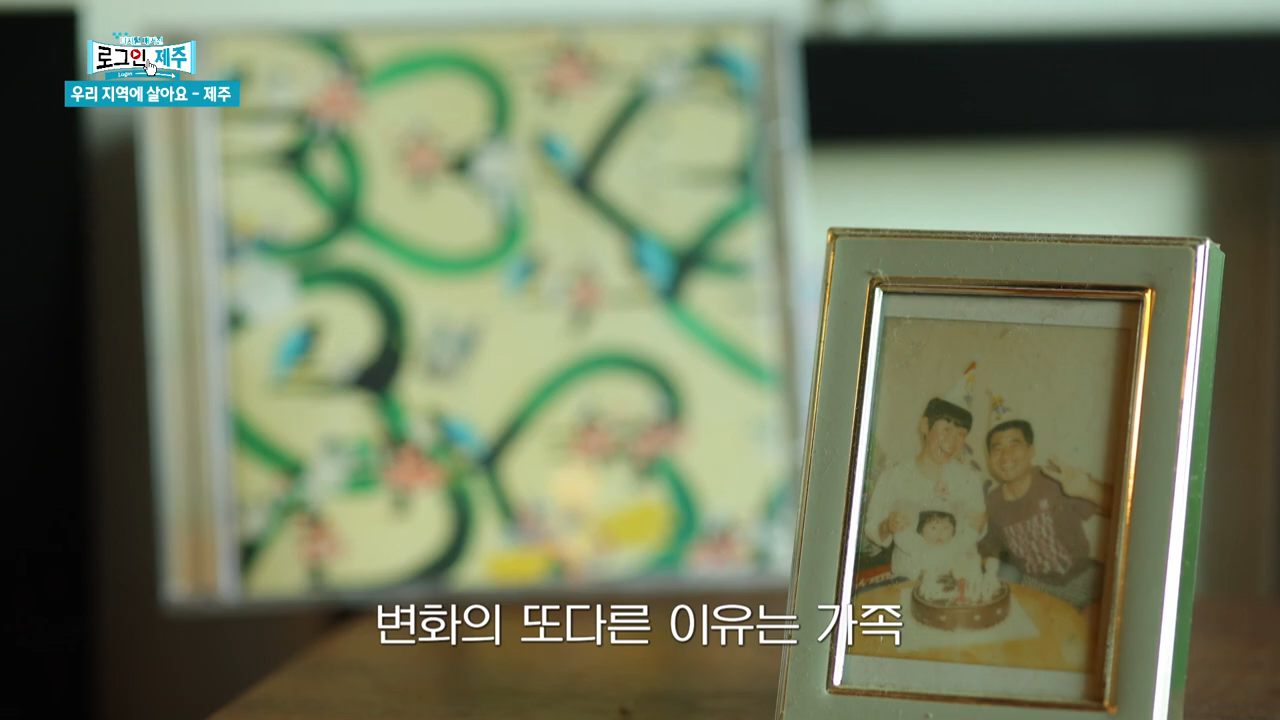 로그인 제주
Login
우리 지역에 살아요 - 제주
변화의 또다른 이유는 가족